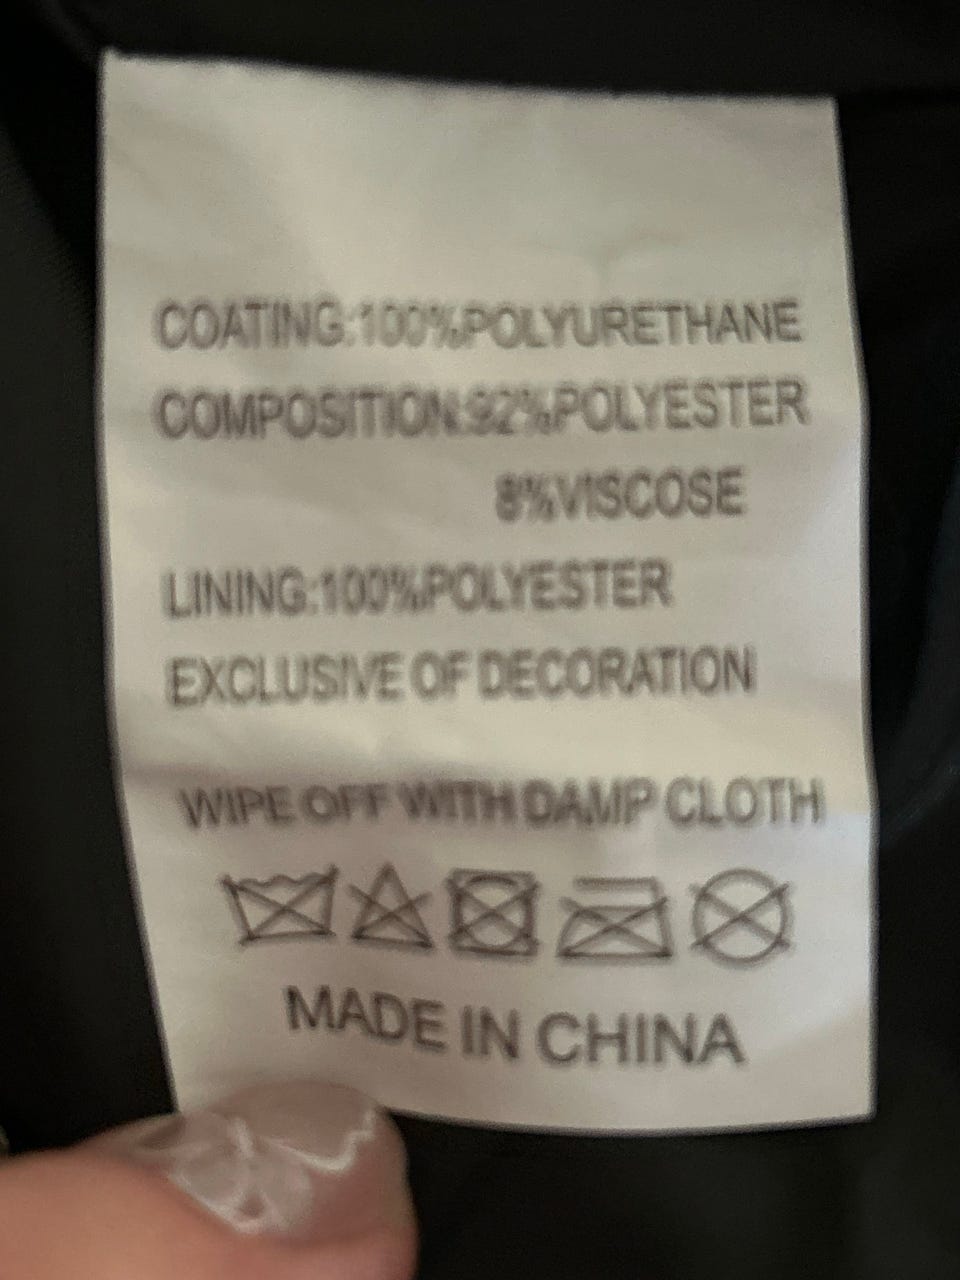 COATING:100%POLYURETHANE
COMPOSITION:92%POLYESTER
8%VISCOSE
LINING:100%POLYESTER
EXCLUSIVE OF DECORATION
WIPE OFF WITH DAMP CLOTH
MADE IN CHINA